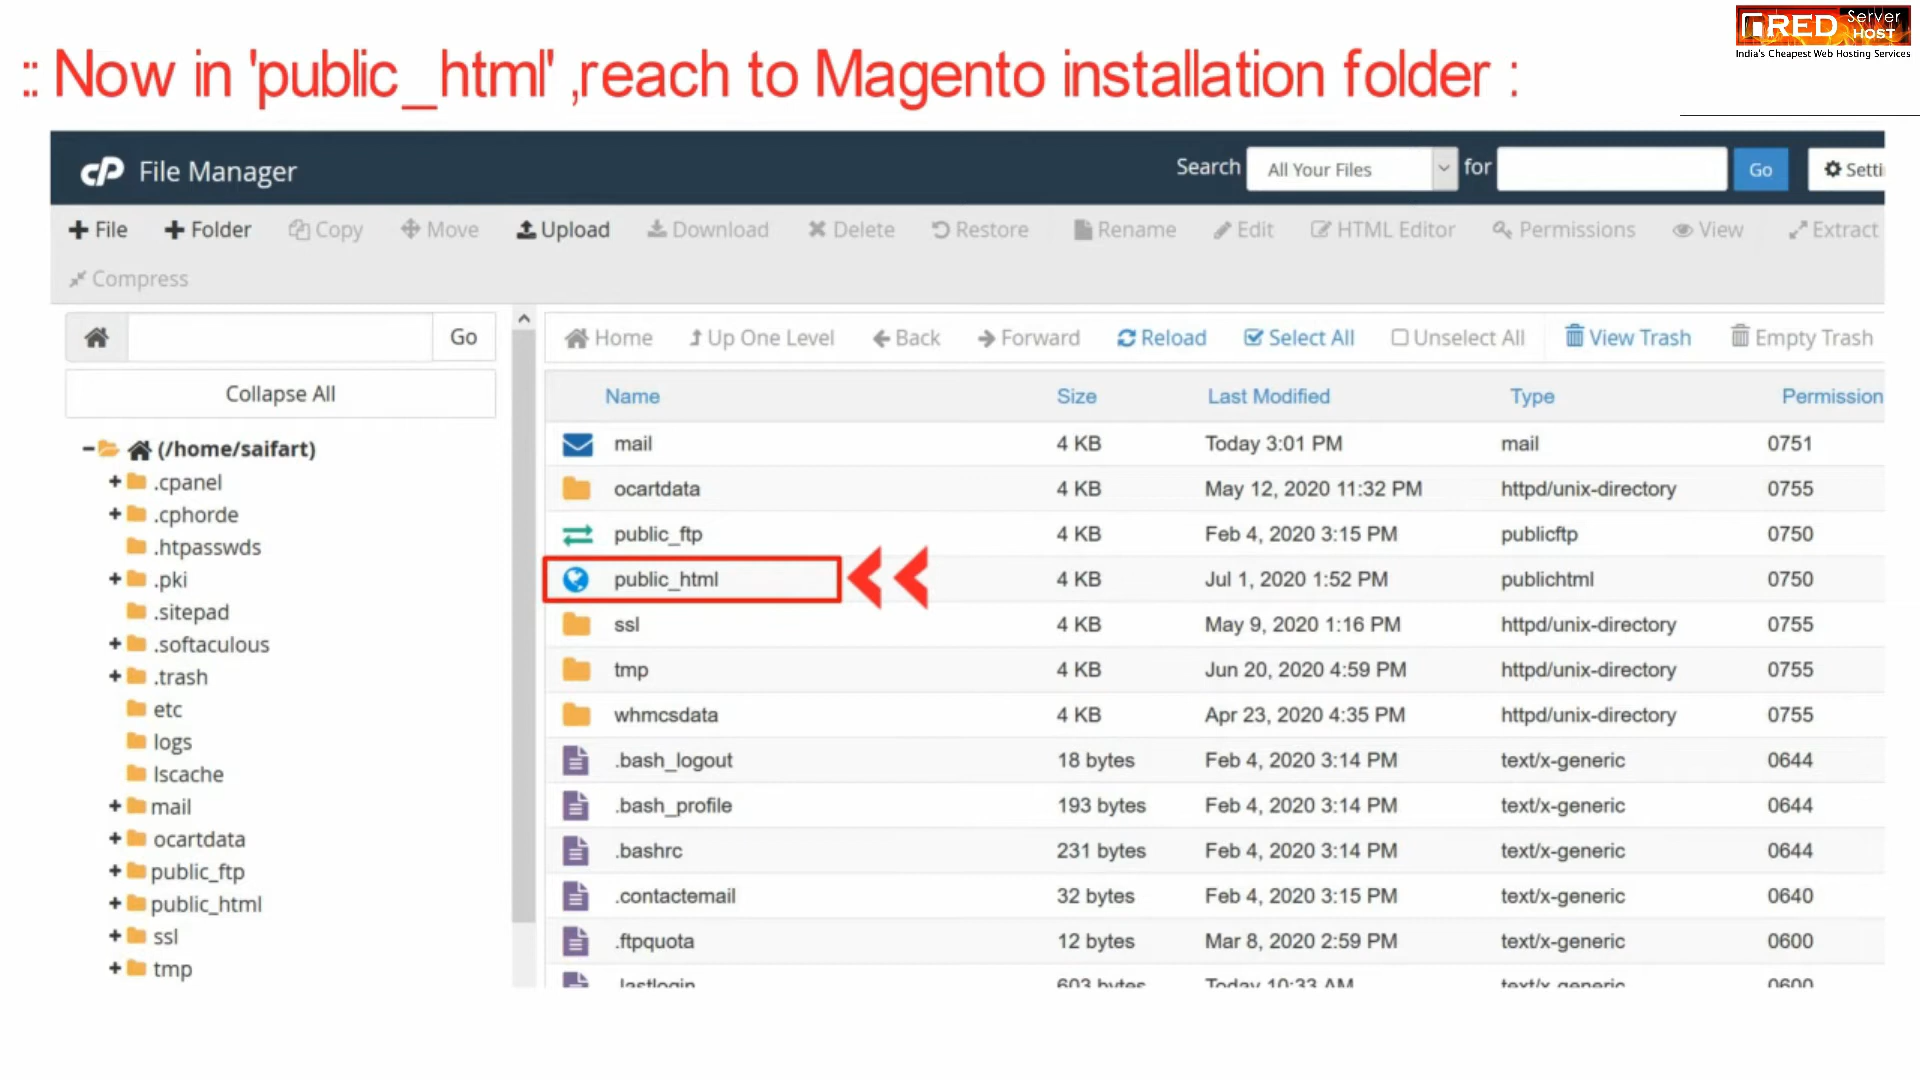 RED Server
HOST
India's Cheapest Web Hosting Services
:: Now in 'public_html' ,reach to Magento installation folder :
cP File Manager
Search All Your Files for Go Setti
File Folder Copy Move Upload Download Delete Restore Rename Edit HTML Editor Permissions View Extract
Compress
Go
Collapse All
(/home/saifart)
.cpanel
.cphorde
.htpasswds
.pki
.sitepad
.softaculous
.trash
etc
logs
lscache
mail
ocartdata
public_ftp
public_html
ssl
tmp
Home Up One Level Back Forward Reload Select All Unselect All View Trash Empty Trash
Name Size Last Modified Type Permission
mail 4 KB Today 3:01 PM mail 0751
ocartdata 4 KB May 12, 2020 11:32 PM httpd/unix-directory 0755
public_ftp 4 KB Feb 4, 2020 3:15 PM publicftp 0750
public_html 4 KB Jul 1, 2020 1:52 PM publichtml 0750
ssl 4 KB May 9, 2020 1:16 PM httpd/unix-directory 0755
tmp 4 KB Jun 20, 2020 4:59 PM httpd/unix-directory 0755
whmcsdata 4 KB Apr 23, 2020 4:35 PM httpd/unix-directory 0755
.bash_logout 18 bytes Feb 4, 2020 3:14 PM text/x-generic 0644
.bash_profile 193 bytes Feb 4, 2020 3:14 PM text/x-generic 0644
.bashrc 231 bytes Feb 4, 2020 3:14 PM text/x-generic 0644
.contactemail 32 bytes Feb 4, 2020 3:15 PM text/x-generic 0640
.ftpquota 12 bytes Mar 8, 2020 2:59 PM text/x-generic 0600
.lastlogin 603 bytes Today 10:33 AM text/x-generic 0600